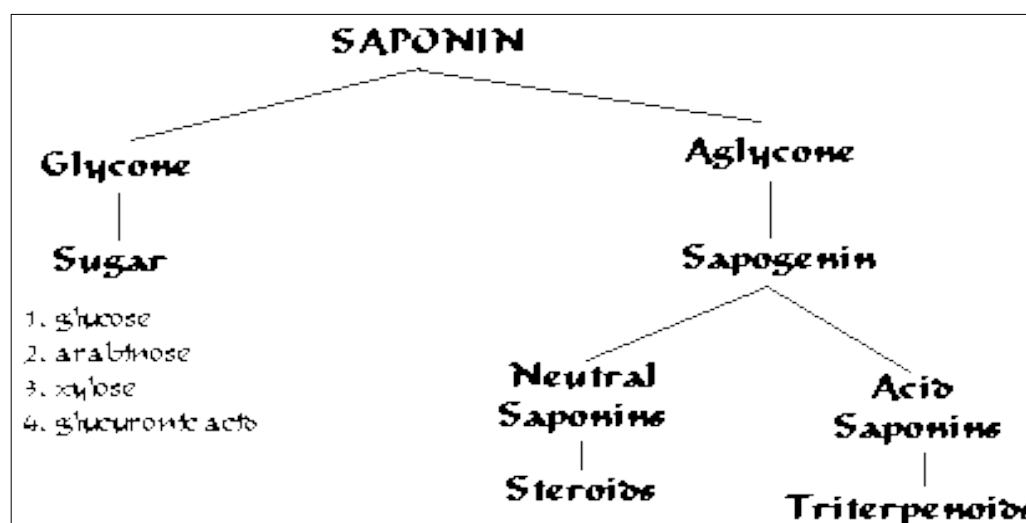 SAPONIN
Glycone
Aglycone
Sugar
Sapogenin
1. glucose
2. arabinose
3. xylose
4. glucuronic acid
Neutral
Saponins
Steroids
Acid
Saponins
Triterpenoids